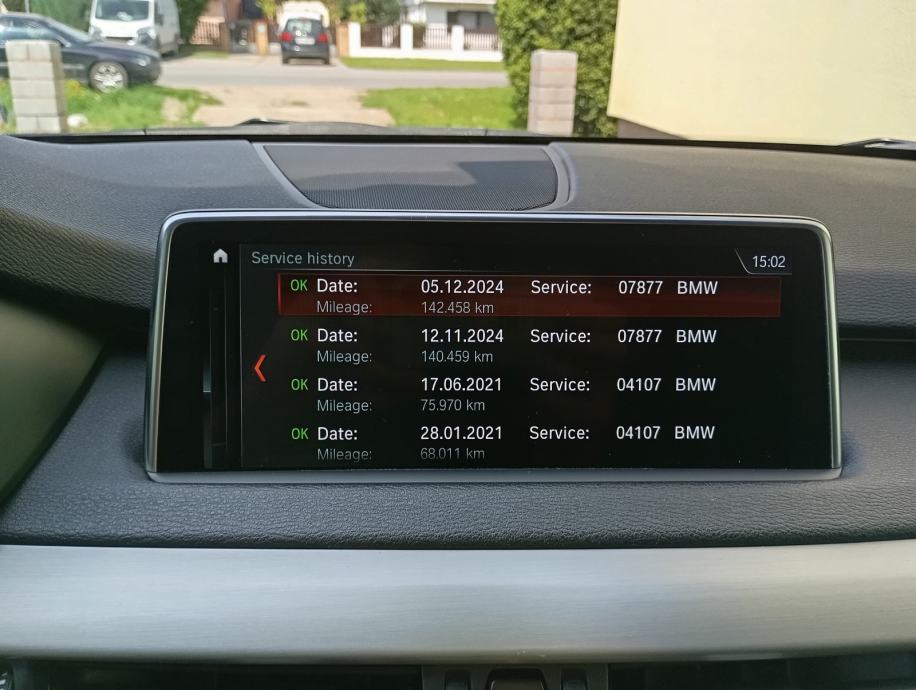 Service history 15:02
OK Date: 05.12.2024 Service: 07877 BMW
Mileage: 142.458 km
OK Date: 12.11.2024 Service: 07877 BMW
Mileage: 140.459 km
OK Date: 17.06.2021 Service: 04107 BMW
Mileage: 75.970 km
OK Date: 28.01.2021 Service: 04107 BMW
Mileage: 68.011 km